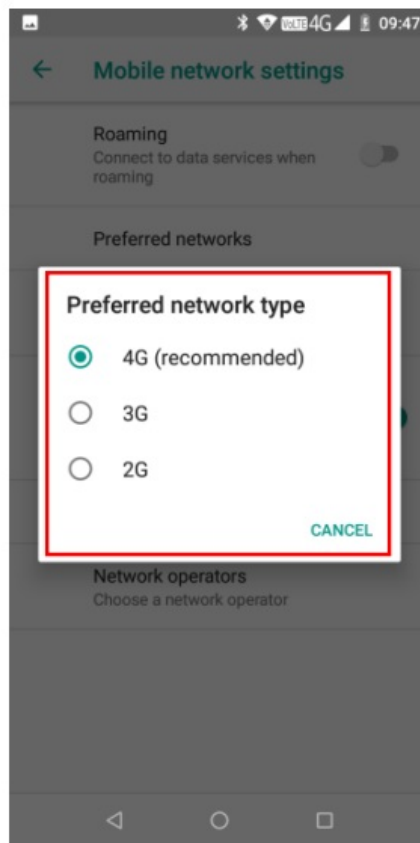 VoLTE 4G 09:47
Mobile network settings
Roaming
Connect to data services when
roaming
Preferred networks
Preferred network type
4G (recommended)
3G
2G
CANCEL
Network operators
Choose a network operator